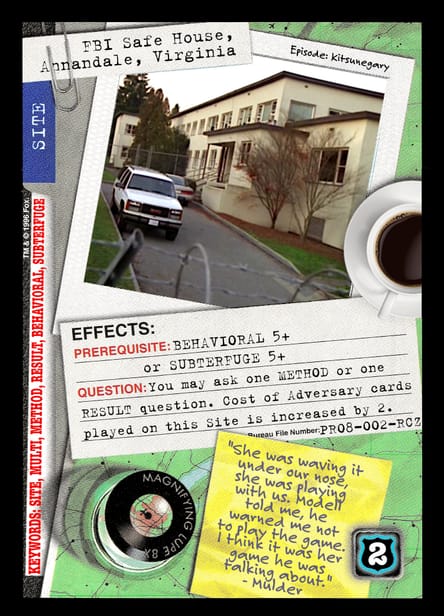 FBI Safe House,
Annandale, Virginia
Episode: Kitsunegary
SITE
TM & © 1996 Fox.
KEYWORDS: SITE, MULTI, METHOD, RESULT, BEHAVIORAL, SUBTERFUGE
EFFECTS:
PREREQUISITE: BEHAVIORAL 5+
or SUBTERFUGE 5+
QUESTION: You may ask one METHOD or one
RESULT question. Cost of Adversary cards
played on this Site is increased by 2.
Bureau File Number: PR08-002-RCZ
MAGNIFYING LUPE 8X
"She was waving it
under our nose,
she was playing
with us. Modell
told me, he
warned me not
to play the game.
I think it was her
game he was
talking about."
- Mulder
2